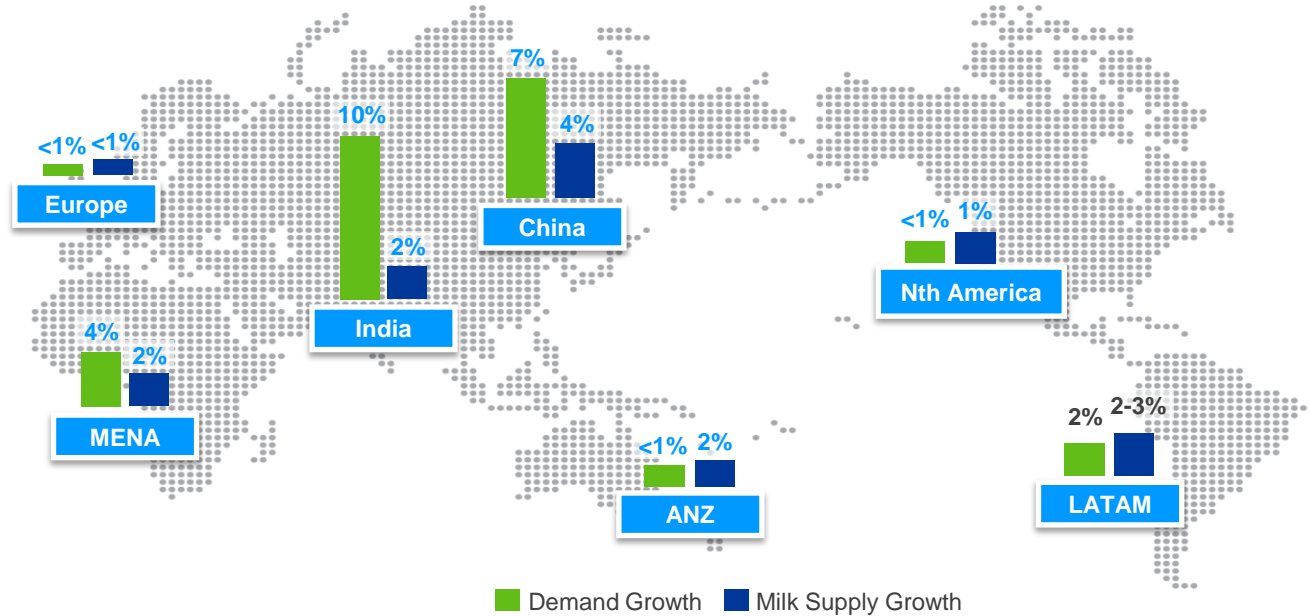 7%
10%
4%
<1% <1%
Europe
China
2%
<1% 1%
Nth America
India
4%
2%
MENA
2% 2-3%
<1% 2%
LATAM
ANZ
Demand Growth Milk Supply Growth